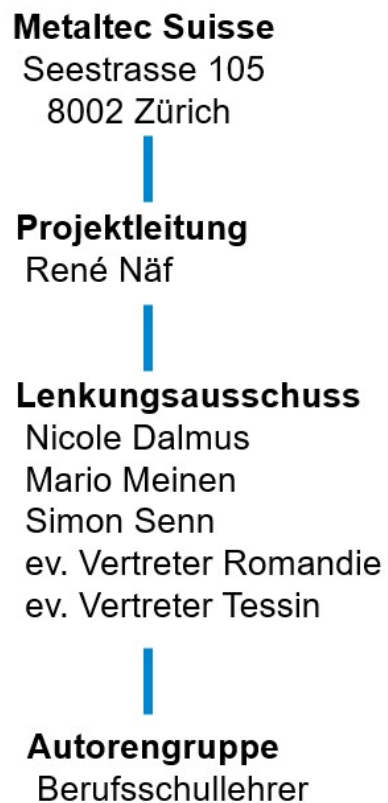 Metaltec Suisse
Seestrasse 105
8002 Zürich
Projektleitung
René Näf
Lenkungsausschuss
Nicole Dalmus
Mario Meinen
Simon Senn
ev. Vertreter Romandie
ev. Vertreter Tessin
Autorengruppe
Berufsschullehrer